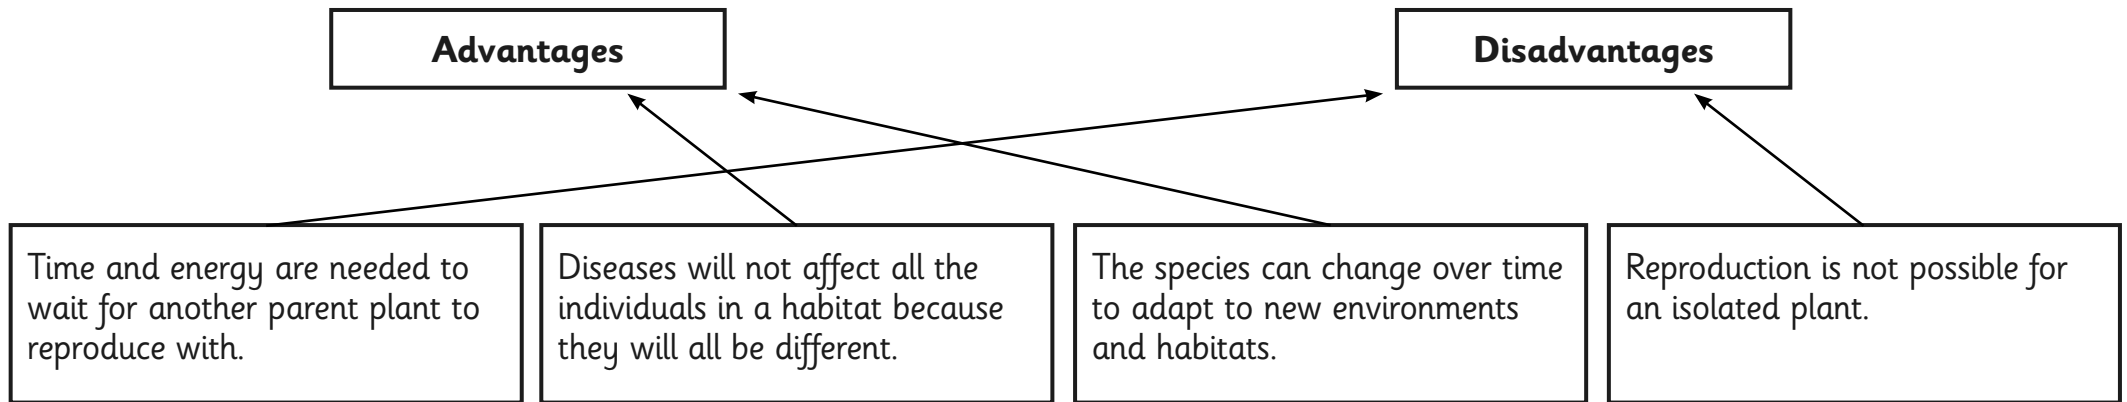 Advantages
Disadvantages
Time and energy are needed to
wait for another parent plant to
reproduce with.
Diseases will not affect all the
individuals in a habitat because
they will all be different.
The species can change over time
to adapt to new environments
and habitats.
Reproduction is not possible for
an isolated plant.